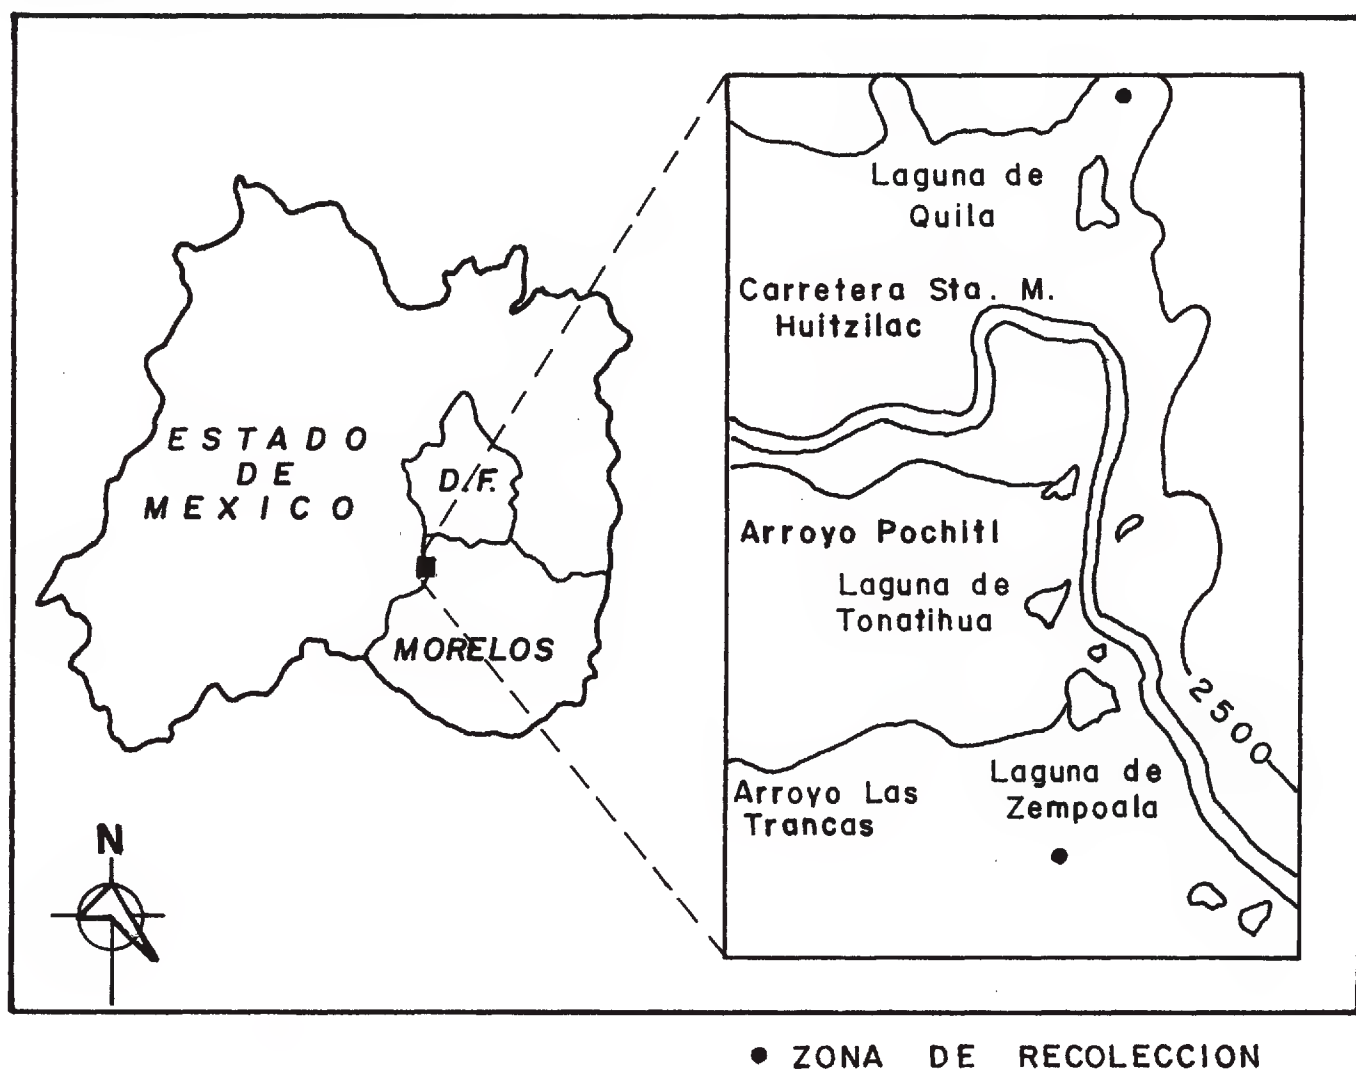 Laguna de
Quila
Carretera Sta. M.
Huitzilac
ESTADO
DE
MEXICO
D.F.
Arroyo Pochitl
Laguna de
Tonatihua
MORELOS
2500
Laguna de
Zempoala
Arroyo Las
Trancas
N
ZONA DE RECOLECCION